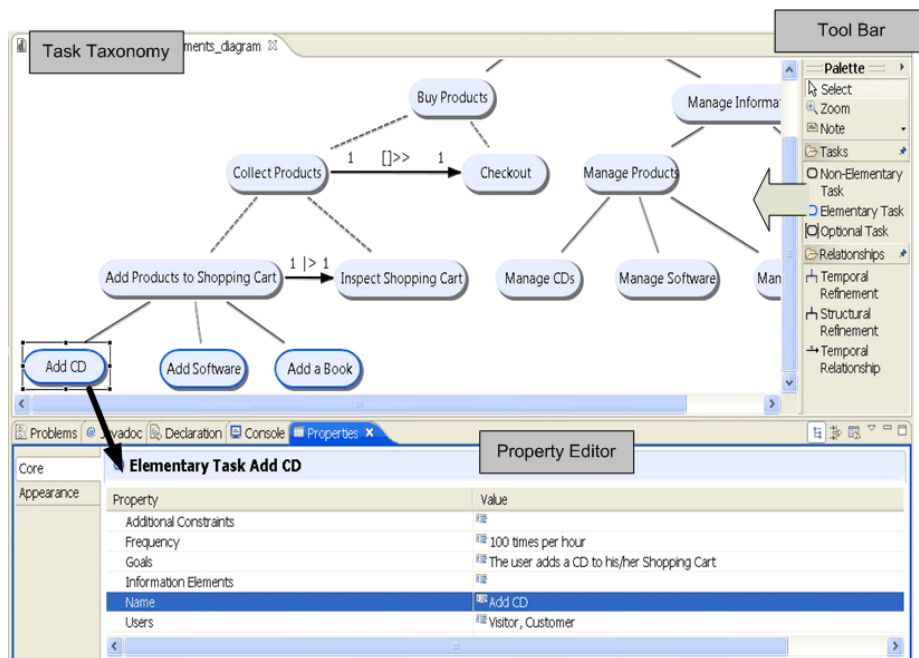 Task Taxonomy
ments_diagram
Tool Bar
Buy Products
Manage Informat
Collect Products
1 []>> 1
Checkout
Manage Products
Add Products to Shopping Cart
1 |> 1
Inspect Shopping Cart
Manage CDs
Manage Software
Man
Add CD
Add Software
Add a Book
Palette
Select
Zoom
Note
Tasks
Non-Elementary
Task
Elementary Task
Optional Task
Relationships
Temporal
Refinement
Structural
Refinement
Temporal
Relationship
Problems @ Javadoc Declaration Console Properties
Property Editor
Core
Appearance
Elementary Task Add CD
Property Value
Additional Constraints
Frequency 100 times per hour
Goals The user adds a CD to his/her Shopping Cart
Information Elements
Name Add CD
Users Visitor, Customer